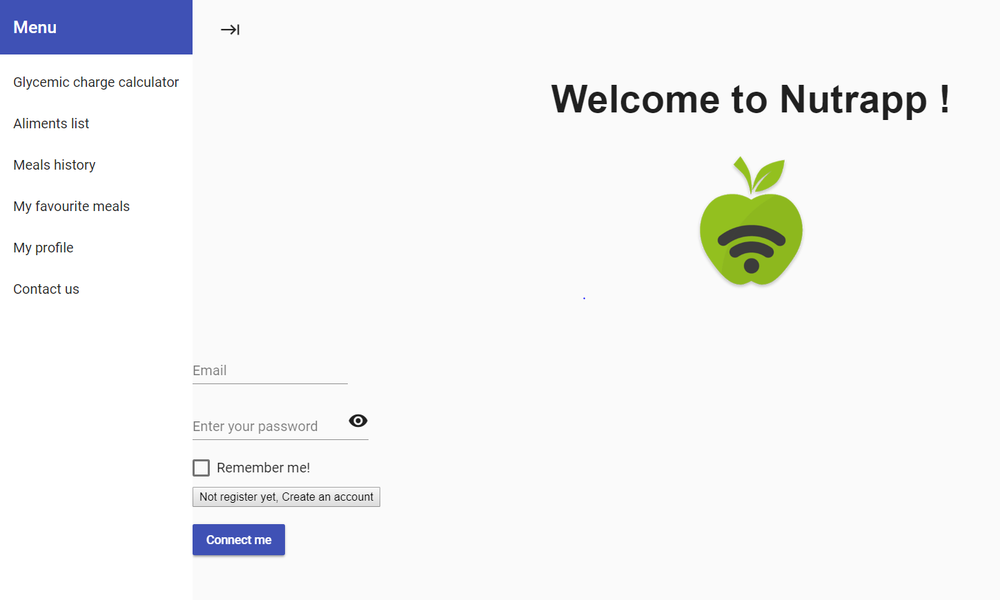 Menu
Glycemic charge calculator
Aliments list
Meals history
My favourite meals
My profile
Contact us
Welcome to Nutrapp !
Email
Enter your password
Remember me!
Not register yet, Create an account
Connect me